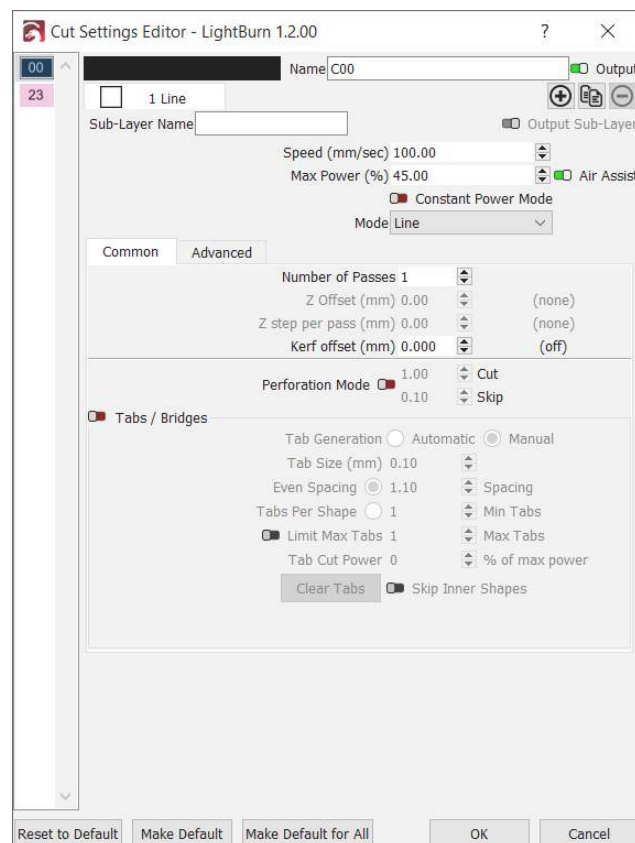 Cut Settings Editor - LightBurn 1.2.00 ? ×
00 Name C00 Output
23 1 Line
Sub-Layer Name Output Sub-Layer
Speed (mm/sec) 100.00
Max Power (%) 45.00 Air Assist
Constant Power Mode
Mode Line
Common Advanced
Number of Passes 1
Z Offset (mm) 0.00 (none)
Z step per pass (mm) 0.00 (none)
Kerf offset (mm) 0.000 (off)
Perforation Mode 1.00 Cut
0.10 Skip
Tabs / Bridges
Tab Generation Automatic Manual
Tab Size (mm) 0.10
Even Spacing 1.10 Spacing
Tabs Per Shape 1 Min Tabs
Limit Max Tabs 1 Max Tabs
Tab Cut Power 0 % of max power
Clear Tabs Skip Inner Shapes
Reset to Default Make Default Make Default for All OK Cancel